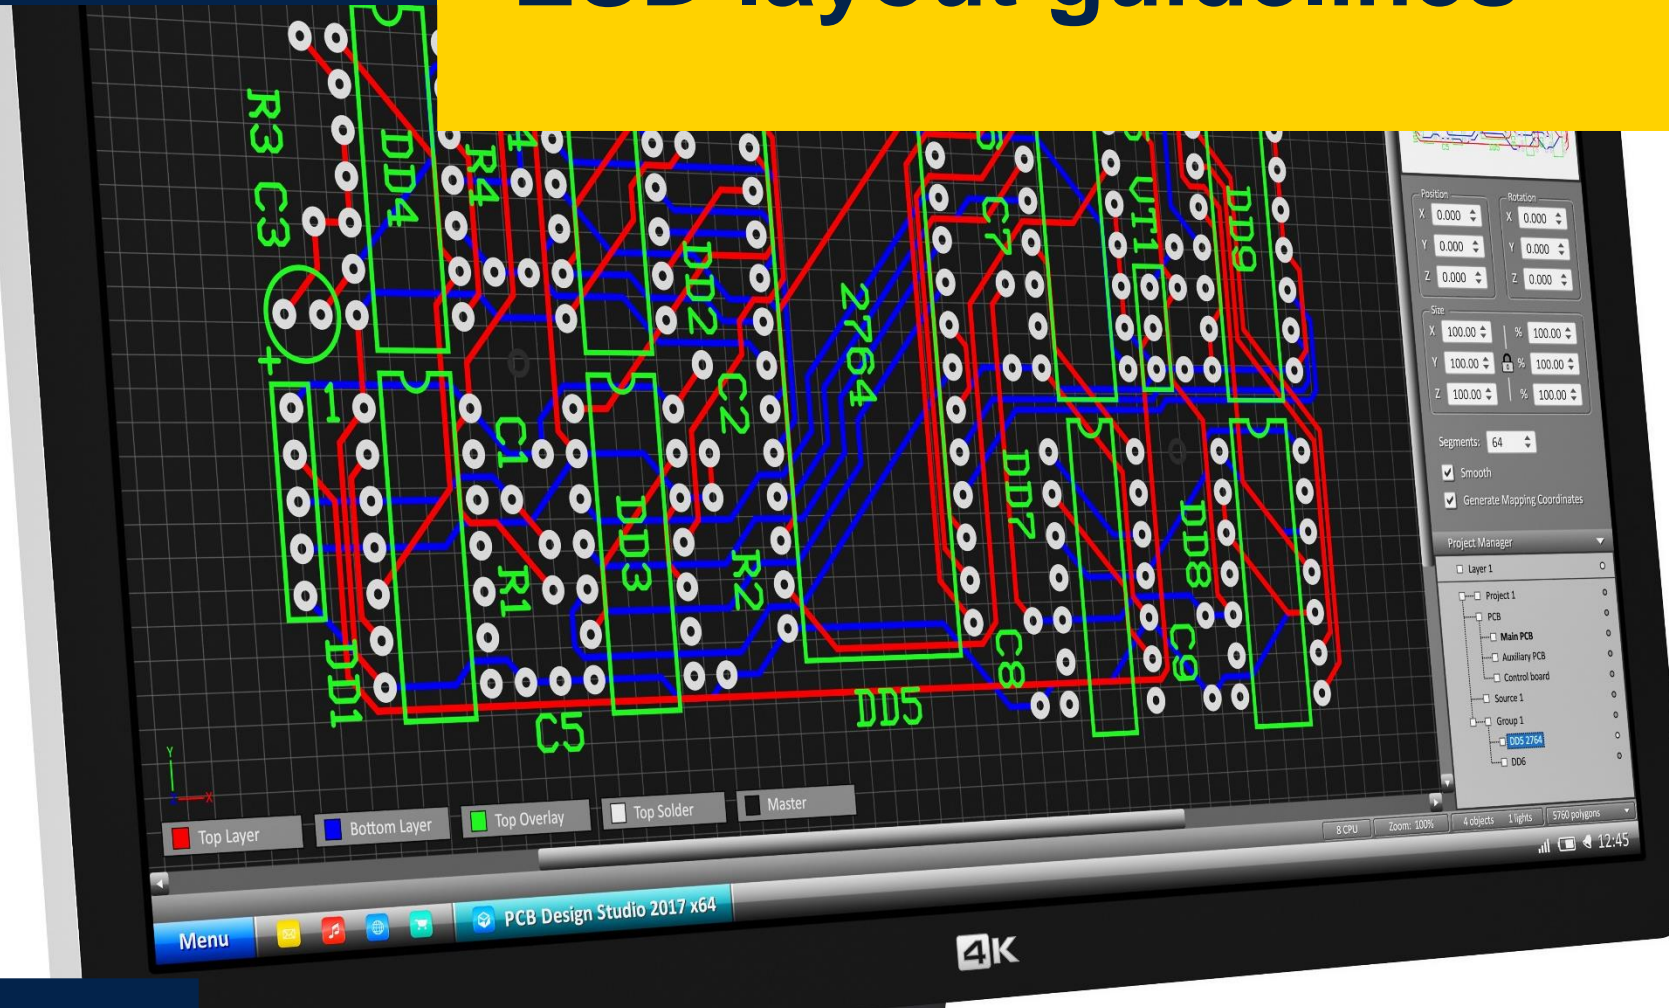 ESD layout guidelines
R3
C3
DD4
R4
DD2
2764
C7
VT1
DD9
+
1
C1
C2
DD3
R1
R2
DD7
DD8
DD1
C5
DD5
C8
C9
Y
X
Position
X 0.000
Y 0.000
Z 0.000
Rotation
X 0.000
Y 0.000
Z 0.000
Size
X 100.00 % 100.00
Y 100.00 % 100.00
Z 100.00 % 100.00
Segments: 64
Smooth
Generate Mapping Coordinates
Project Manager
Layer 1
Project 1
PCB
Main PCB
Auxiliary PCB
Control board
Source 1
Group 1
DD5 2764
DD6
Top Layer
Bottom Layer
Top Overlay
Top Solder
Master
8 CPU
Zoom: 100%
4 objects
1 lights
5760 polygons
12:45
Menu
PCB Design Studio 2017 x64
4K